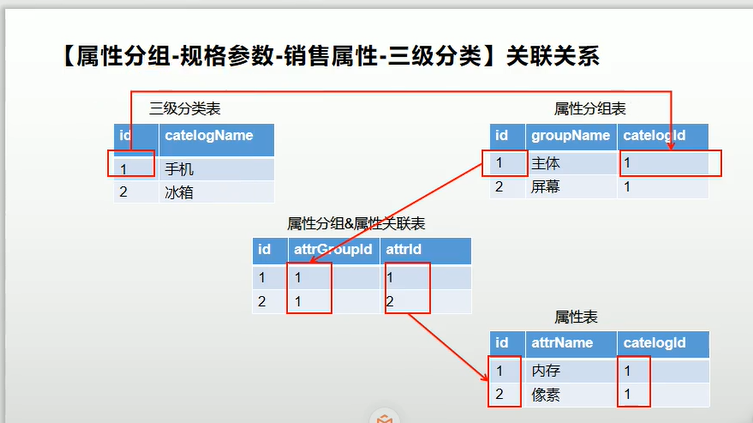 【属性分组-规格参数-销售属性-三级分类】关联关系
三级分类表
id catelogName
1 手机
2 冰箱
属性分组表
id groupName catelogId
1 主体 1
2 屏幕 1
属性分组&属性关联表
id attrGroupId attrId
1 1 1
2 1 2
属性表
id attrName catelogId
1 内存 1
2 像素 1